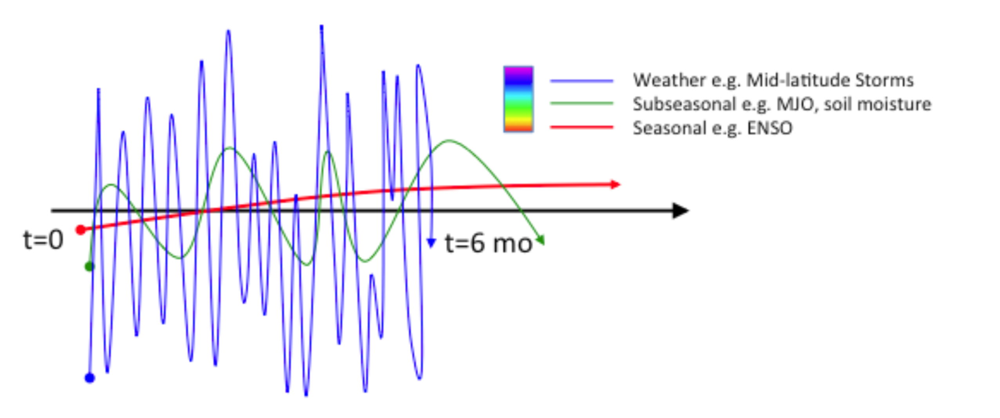 Weather e.g. Mid-latitude Storms
Subseasonal e.g. MJO, soil moisture
Seasonal e.g. ENSO
t=0
t=6 mo